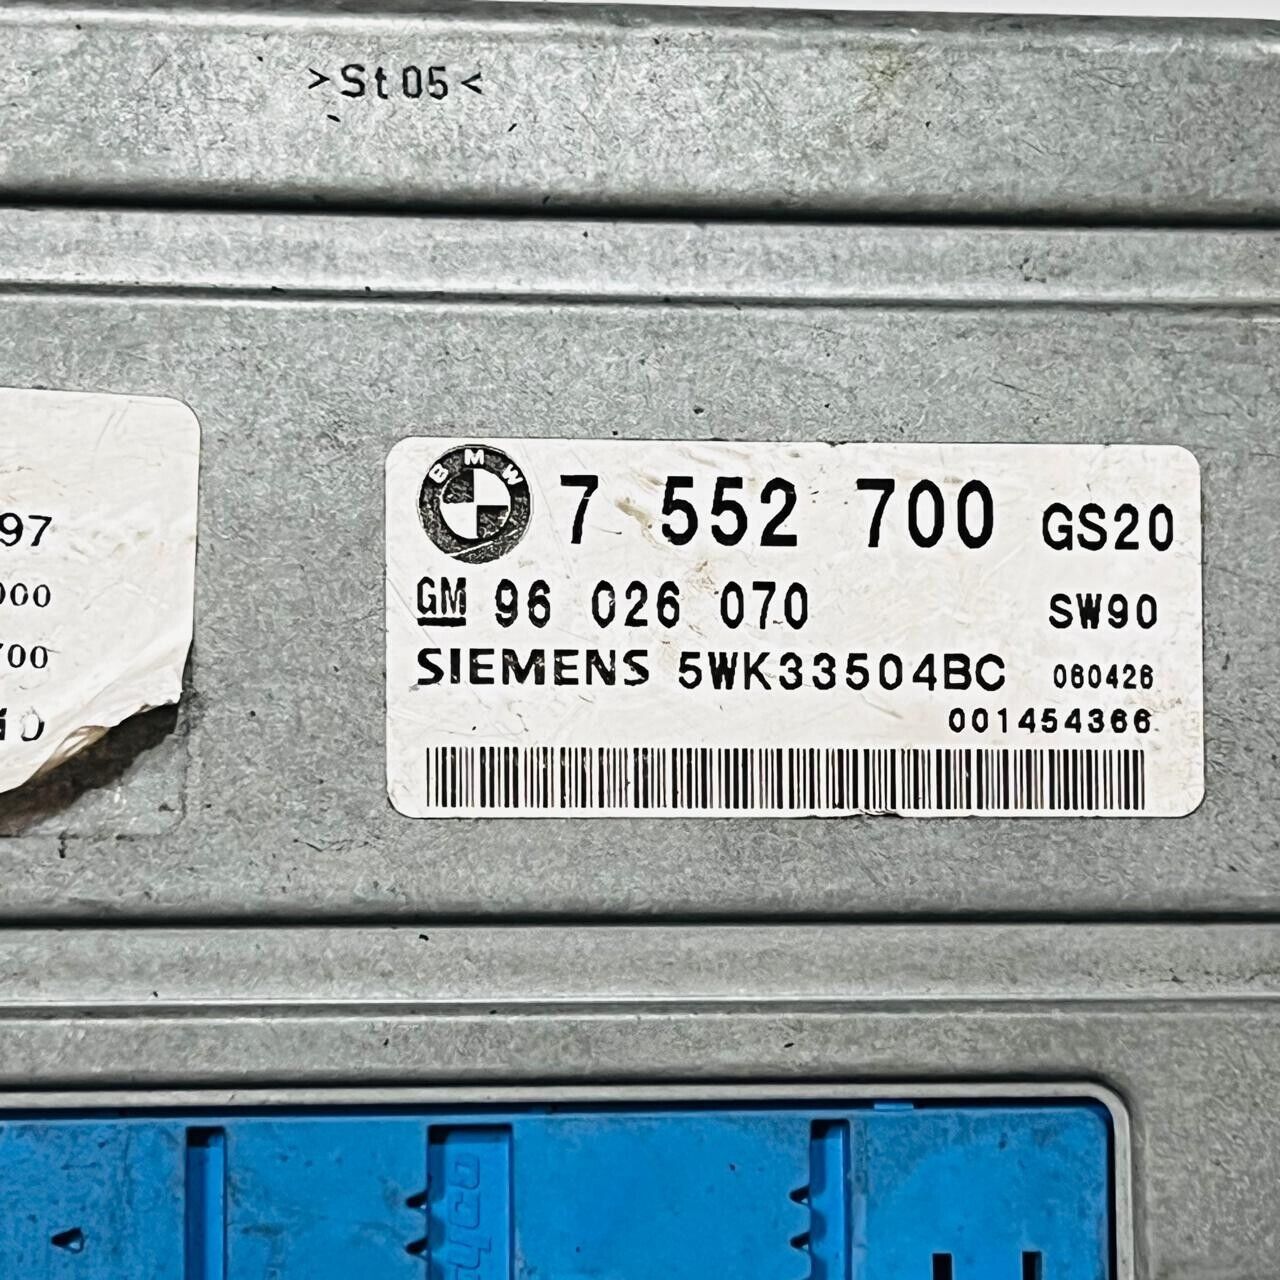 >St05<
97
000
700
BMW 7 552 700 GS20
GM 96 026 070 SW90
SIEMENS 5WK33504BC 060426
001454366